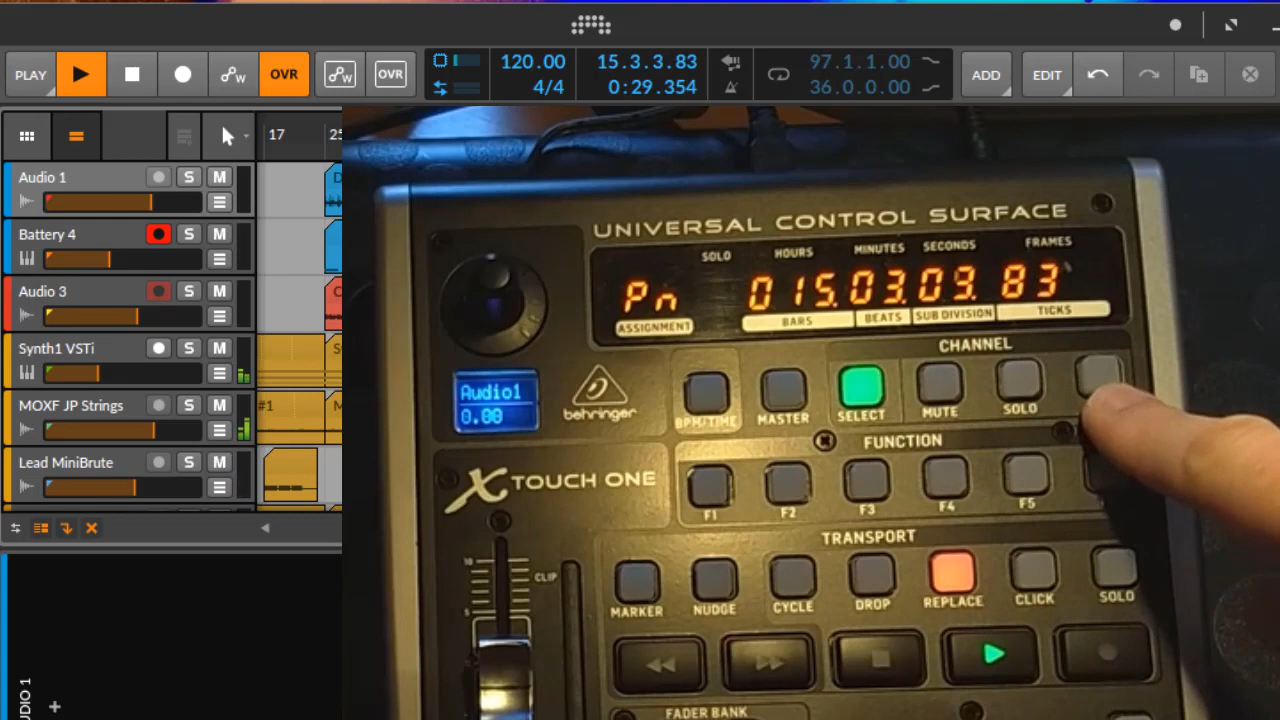 PLAY
OVR
OVR
120.00
4/4
15.3.3.83
0:29.354
97.1.1.00
36.0.0.00
ADD
EDIT
17
Audio 1
S M
Battery 4
S M
Audio 3
S M
Synth1 VSTi
S M
MOXF JP Strings
S M
#1
Lead MiniBrute
S M
UNIVERSAL CONTROL SURFACE
SOLO HOURS MINUTES SECONDS FRAMES
Pn 015.03.09.83
ASSIGNMENT BARS BEATS SUB DIVISION TICKS
CHANNEL
Audio1
0.00
behringer
BPM/TIME MASTER SELECT MUTE SOLO
FUNCTION
X TOUCH ONE
F1 F2 F3 F4 F5
TRANSPORT
10
CLIP
5
MARKER NUDGE CYCLE DROP REPLACE CLICK SOLO
FADER BANK